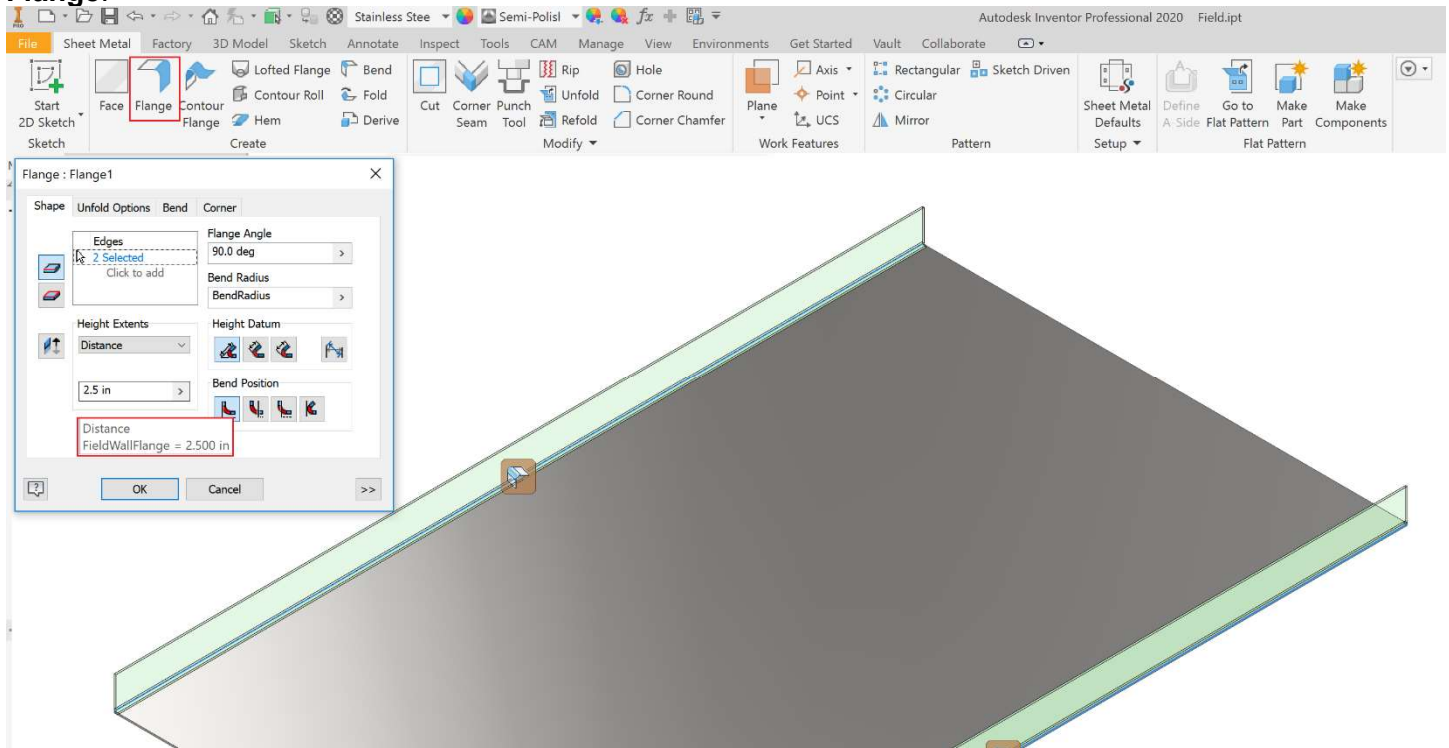 Flange.
Stainless Stee
Semi-Polisl
fx
Autodesk Inventor Professional 2020 Field.ipt
PRO
File Sheet Metal Factory 3D Model Sketch Annotate Inspect Tools CAM Manage View Environments Get Started Vault Collaborate
Start
2D Sketch
Face
Flange
Contour
Flange
Lofted Flange
Contour Roll
Hem
Bend
Fold
Derive
Cut
Corner
Seam
Punch
Tool
Rip
Unfold
Refold
Hole
Corner Round
Corner Chamfer
Plane
Axis
Point
UCS
Rectangular
Circular
Mirror
Sketch Driven
Sheet Metal
Defaults
Define
A-Side
Go to
Flat Pattern
Make
Part
Make
Components
Sketch Create Modify Work Features Pattern Setup Flat Pattern
Flange : Flange1
Shape Unfold Options Bend Corner
Edges
2 Selected
Click to add
Flange Angle
90.0 deg
Bend Radius
BendRadius
Height Extents
Distance
2.5 in
Height Datum
Bend Position
Distance
FieldWallFlange = 2.500 in
OK Cancel >>